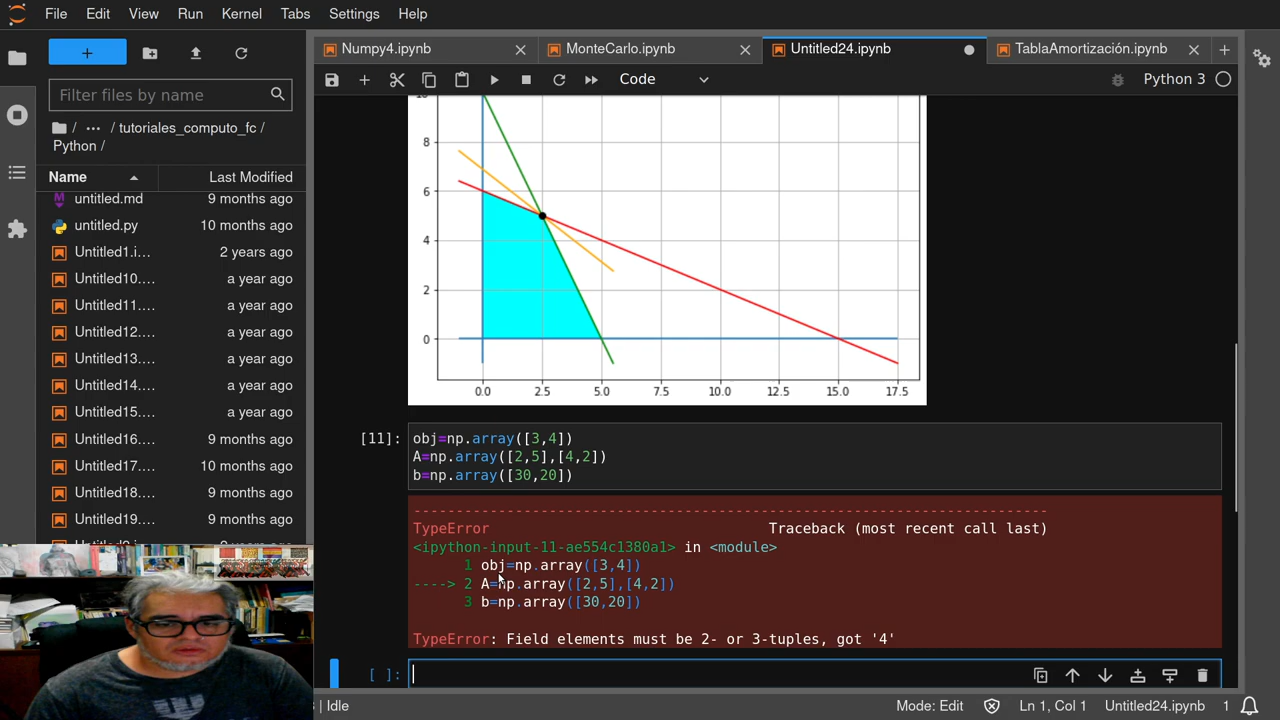 File Edit View Run Kernel Tabs Settings Help
+
Filter files by name
/ ... / tutoriales_computo_fc /
Python /
Name Last Modified
untitled.md 9 months ago
untitled.py 10 months ago
Untitled1.i... 2 years ago
Untitled10.... a year ago
Untitled11.... a year ago
Untitled12.... a year ago
Untitled13.... a year ago
Untitled14.... a year ago
Untitled15.... a year ago
Untitled16.... 9 months ago
Untitled17.... 10 months ago
Untitled18.... 9 months ago
Untitled19.... 9 months ago
Numpy4.ipynb MonteCarlo.ipynb Untitled24.ipynb TablaAmortización.ipynb
Code Python 3
8
6
4
2
0
0.0 2.5 5.0 7.5 10.0 12.5 15.0 17.5
[11]: obj=np.array([3,4])
A=np.array([2,5],[4,2])
b=np.array([30,20])
---------------------------------------------------------------------------
TypeError Traceback (most recent call last)
<ipython-input-11-ae554c1380a1> in <module>
1 obj=np.array([3,4])
----> 2 A=np.array([2,5],[4,2])
3 b=np.array([30,20])
TypeError: Field elements must be 2- or 3-tuples, got '4'
[ ]:
| Idle Mode: Edit Ln 1, Col 1 Untitled24.ipynb 1